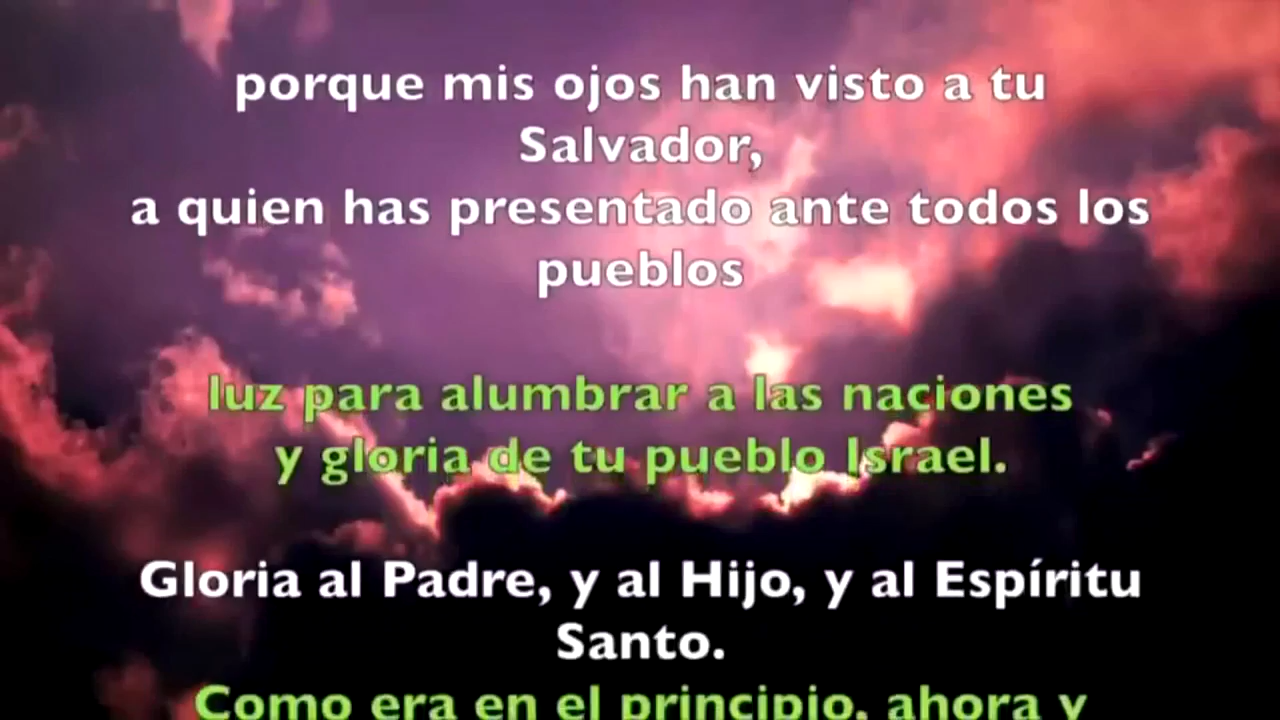 porque mis ojos han visto a tu
Salvador,
a quien has presentado ante todos los
pueblos
luz para alumbrar a las naciones
y gloria de tu pueblo Israel.
Gloria al Padre, y al Hijo, y al Espíritu
Santo.
Como era en el principio, ahora y